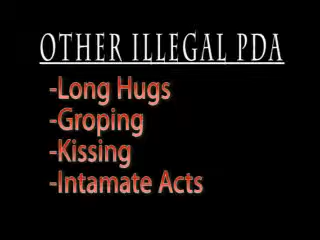 OTHER ILLEGAL PDA
-Long Hugs
-Groping
-Kissing
-Intamate Acts